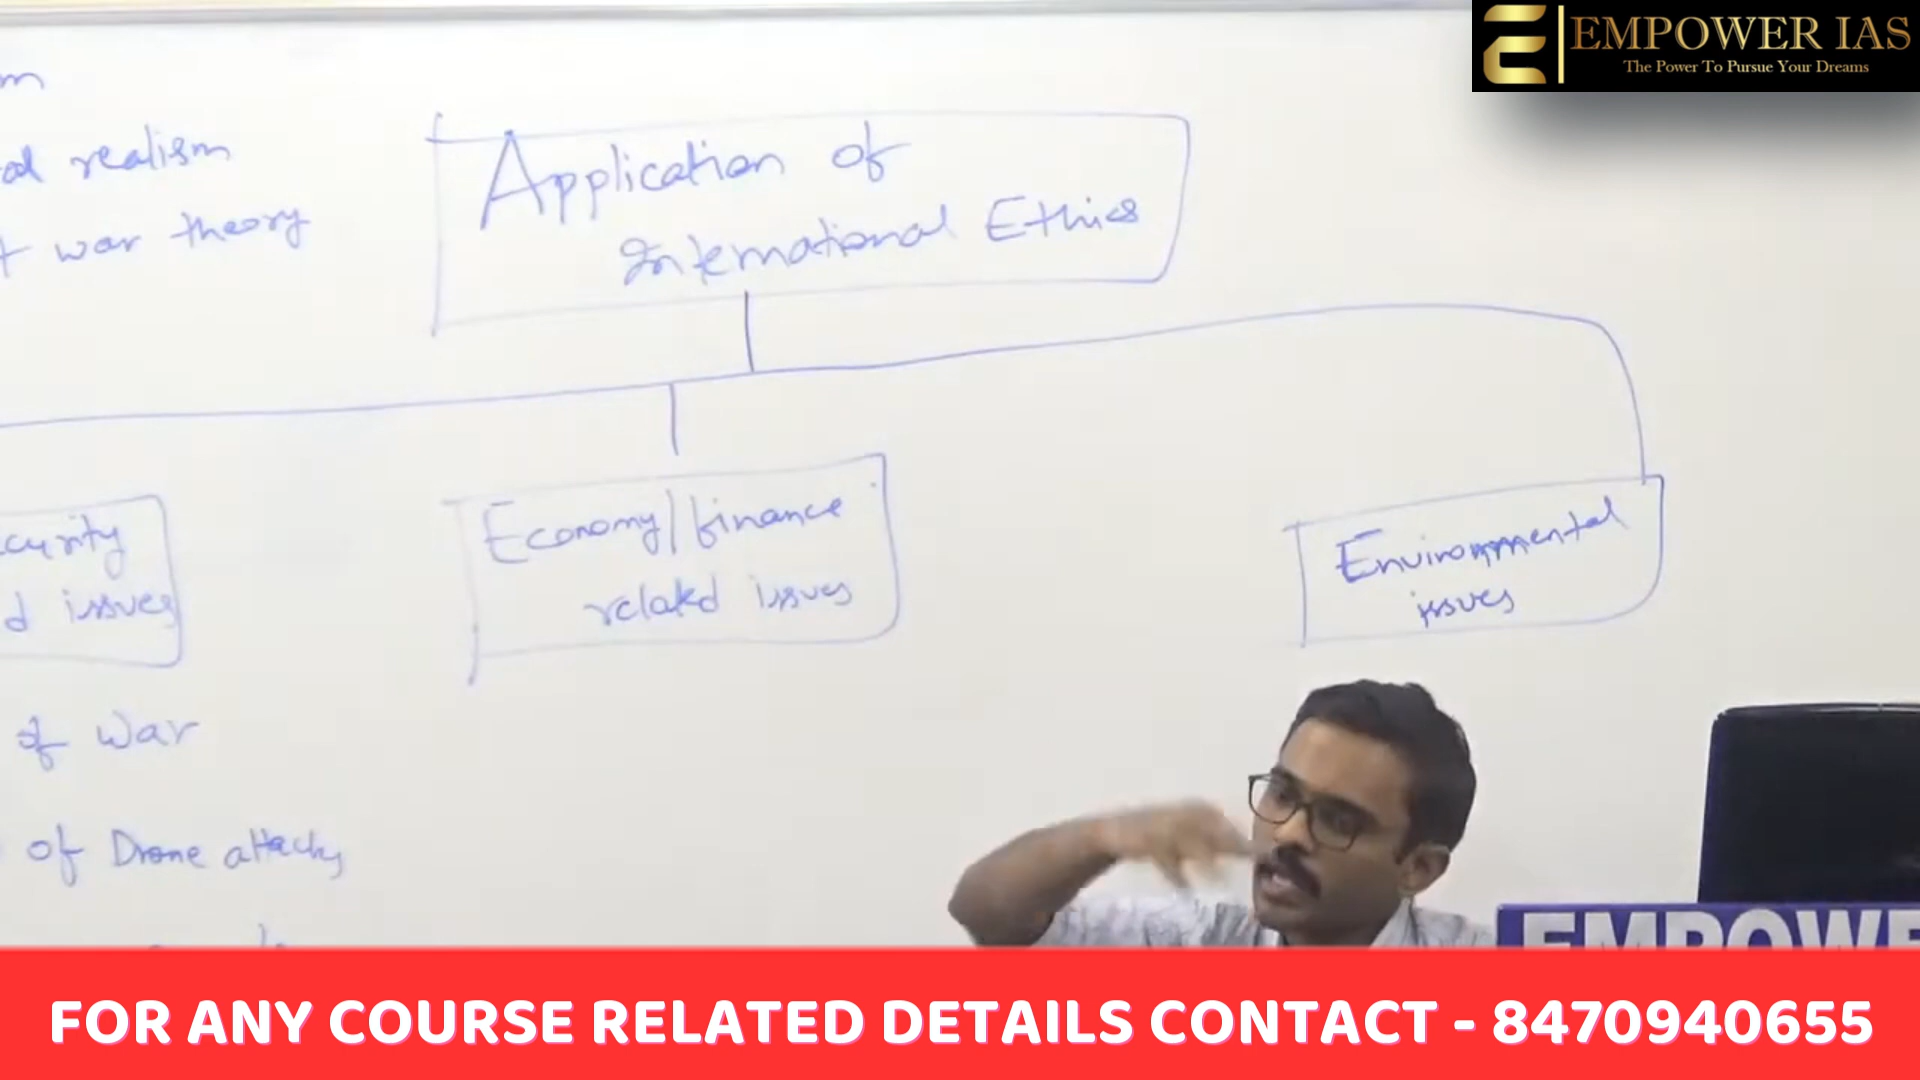 EMPOWER IAS
The Power To Pursue Your Dreams
realism
war theory
Application of
International Ethics
Economy/finance
related issues
Environmental
issues
issues
of War
of Drone attacks
EMPOWE
FOR ANY COURSE RELATED DETAILS CONTACT - 8470940655